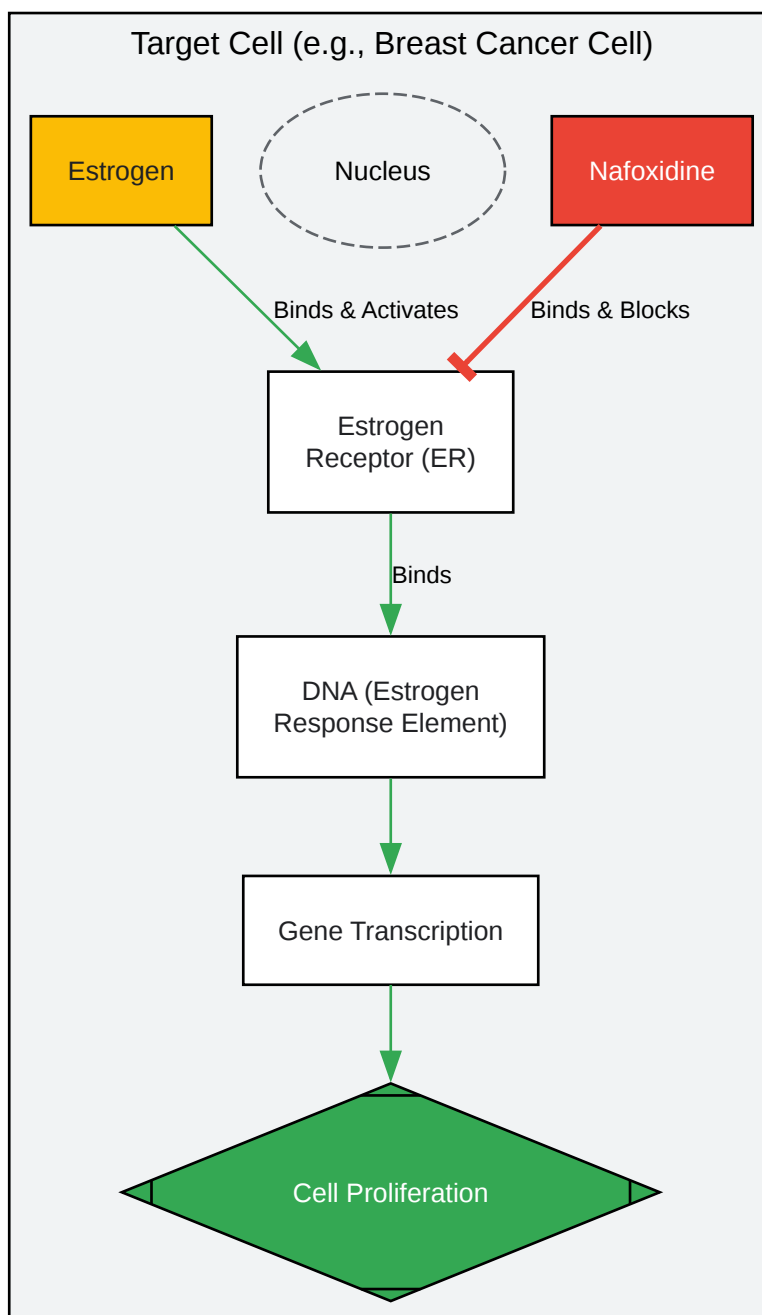 Target Cell (e.g., Breast Cancer Cell)
Estrogen
Nucleus
Nafoxidine
Binds & Activates
Binds & Blocks
Estrogen
Receptor (ER)
Binds
DNA (Estrogen
Response Element)
Gene Transcription
Cell Proliferation